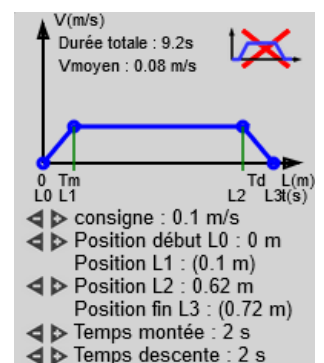 V(m/s)
Durée totale : 9.2s
Vmoyen : 0.08 m/s
0 Tm Td L(m)
L0 L1 L2 L3 t(s)
consigne : 0.1 m/s
Position début L0 : 0 m
Position L1 : (0.1 m)
Position L2 : 0.62 m
Position fin L3 : (0.72 m)
Temps montée : 2 s
Temps descente : 2 s